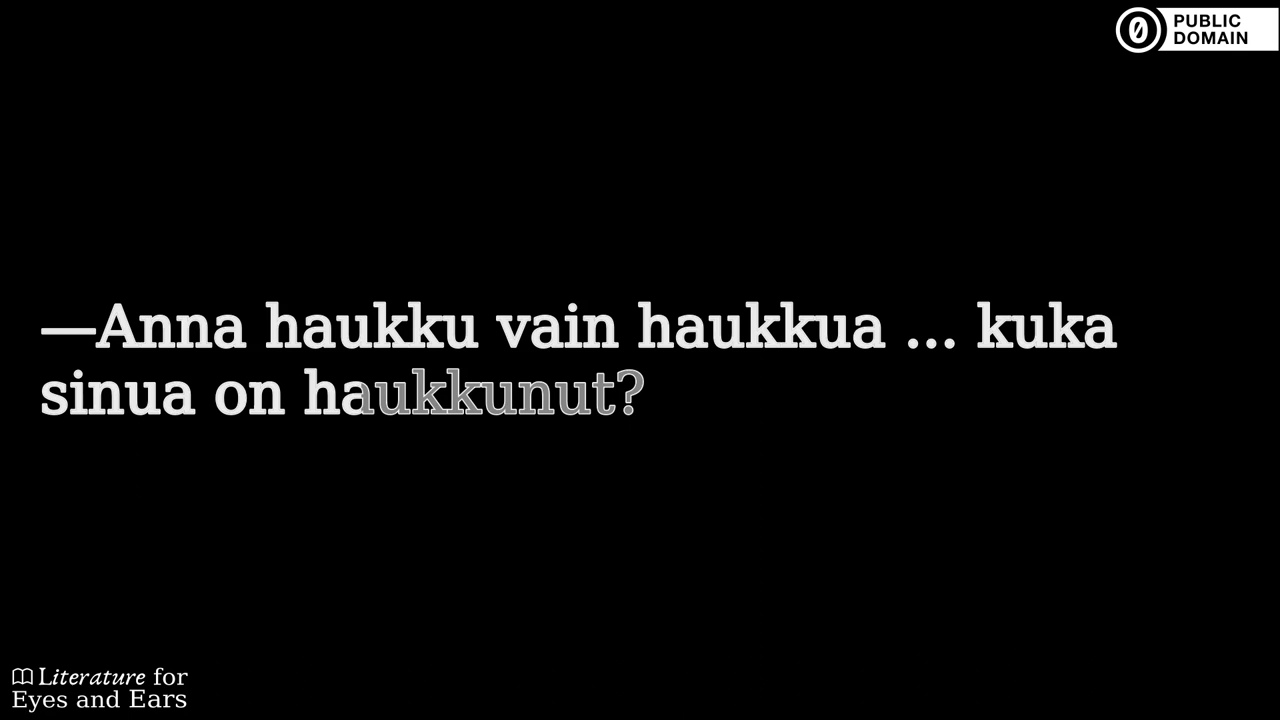 PUBLIC
DOMAIN
—Anna haukku vain haukkua ... kuka
sinua on haukkunut?
Literature for
Eyes and Ears